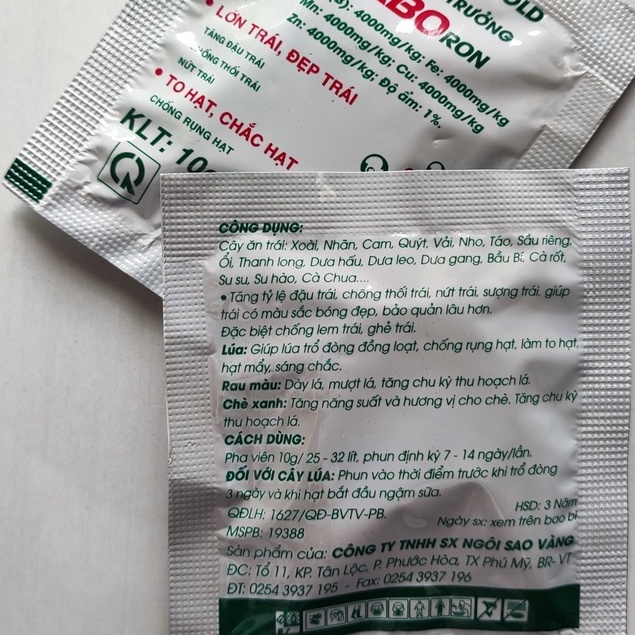 OLD
TRƯỞNG
BORON
4000mg/kg; Fe: 4000mg/kg
Mn: 4000mg/kg; Cu: 4000mg/kg
Zn: 4000mg/kg; Độ ẩm: 1%.
• LỚN TRÁI, ĐẸP TRÁI
TĂNG ĐẬU TRÁI
CHỐNG THỐI TRÁI
NỨT TRÁI
• TO HẠT, CHẮC HẠT
CHỐNG RỤNG HẠT
KLT: 10
CÔNG DỤNG:
Cây ăn trái: Xoài, Nhãn, Cam, Quýt, Vải, Nho, Táo, Sầu riêng,
Ổi, Thanh long, Dưa hấu, Dưa leo, Dưa gang, Bầu Bí, Cà rốt,
Su su, Su hào, Cà Chua....
• Tăng tỷ lệ đậu trái, chống thối trái, nứt trái, sượng trái, giúp
trái có màu sắc bóng đẹp, bảo quản lâu hơn.
Đặc biệt chống lem trái, ghẻ trái.
Lúa: Giúp lúa trổ đòng đồng loạt, chống rụng hạt, làm to hạt,
hạt mẩy, sáng chắc.
Rau màu: Dày lá, mượt lá, tăng chu kỳ thu hoạch lá.
Chè xanh: Tăng năng suất và hương vị cho chè. Tăng chu kỳ
thu hoạch lá.
CÁCH DÙNG:
Pha viên 10g/ 25 - 32 lít, phun định kỳ 7 - 14 ngày/lần.
ĐỐI VỚI CÂY LÚA: Phun vào thời điểm trước khi trổ đòng
3 ngày và khi hạt bắt đầu ngậm sữa.
QĐLH: 1627/QĐ-BVTV-PB. HSD: 3 Năm
MSPB: 19388 Ngày sx: xem trên bao bì
Sản phẩm của: CÔNG TY TNHH SX NGÔI SAO VÀNG
ĐC: Tổ 11, KP. Tân Lộc, P. Phước Hòa, TX Phú Mỹ, BR- VT
ĐT: 0254 3937 195 - Fax: 0254 3937 196